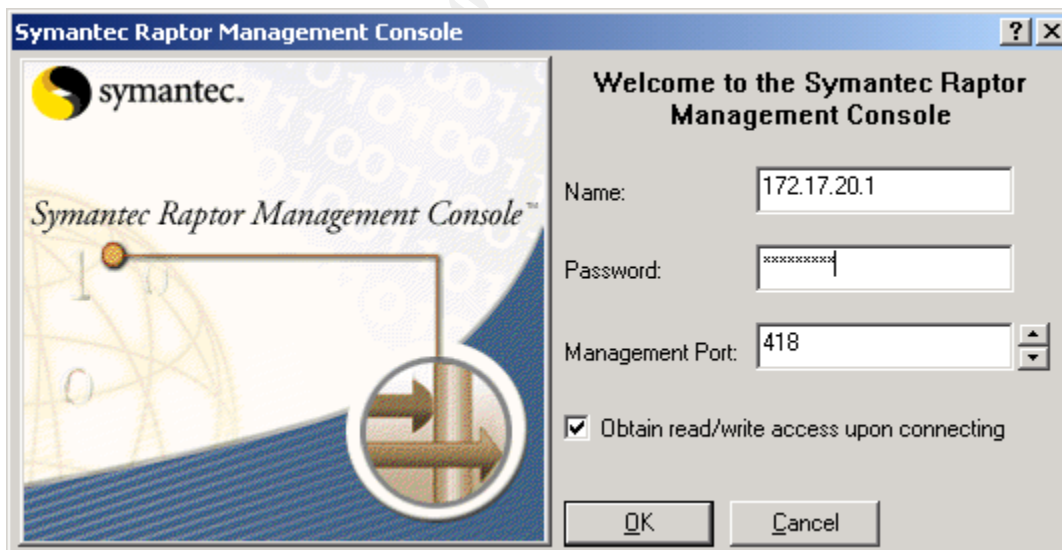 Symantec Raptor Management Console
symantec.
Symantec Raptor Management Console™
Welcome to the Symantec Raptor
Management Console
Name:
172.17.20.1
Password:
xxxxxxxxx
Management Port:
418
Obtain read/write access upon connecting
OK
Cancel